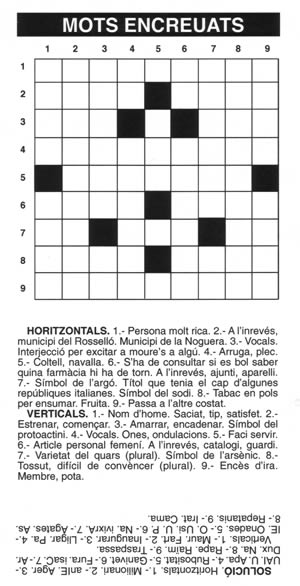 MOTS ENCREUATS
1 2 3 4 5 6 7 8 9
1
2
3
4
5
6
7
8
9
HORITZONTALS. 1.- Persona molt rica. 2.- A l'inrevés,
municipi del Rosselló. Municipi de la Noguera. 3.- Vocals.
Interjecció per excitar a moure's a algú. 4.- Arruga, plec.
5.- Coltell, navalla. 6.- S'ha de consultar si es bol saber
quina farmàcia hi ha de torn. A l'inrevés, ajunti, aparelli.
7.- Símbol de l'argó. Títol que tenia el cap d'algunes
repúbliques italianes. Símbol del sodi. 8.- Tabac en pols
per ensumar. Fruita. 9.- Passa a l'altre costat.
VERTICALS. 1.- Nom d'home. Saciat, tip, satisfet. 2.-
Estrenar, començar. 3.- Amarrar, encadenar. Símbol del
protoactini. 4.- Vocals. Ones, ondulacions. 5.- Faci servir.
6.- Article personal femení. A l'inrevés, catalogi, guardi.
7.- Varietat del quars (plural). Símbol de l'arsènic. 8.-
Tossut, difícil de convèncer (plural). 9.- Encès d'ira.
Membre, pota.
SOLUCIÓ Horitzontals. 1.- Milionari. 2.- anlE. Ager. 3.-
UAI. U. Apa. 4.- Rugositat. 5.- Ganivet. 6.- Fura. isaC. 7.- Ar.
Dux. Na. 8.- Rape. Raïm. 9.- Traspassa.
Verticals. 1.- Maur. Fart. 2.- Inaugurar. 3.- Lligar. Pa. 4.-
IE. Onades. 5.- O. Usi. U. P. 6.- Na. xivrA. 7.- Agates. As.
8.- Repatanis. 9.- Irat. Cama.